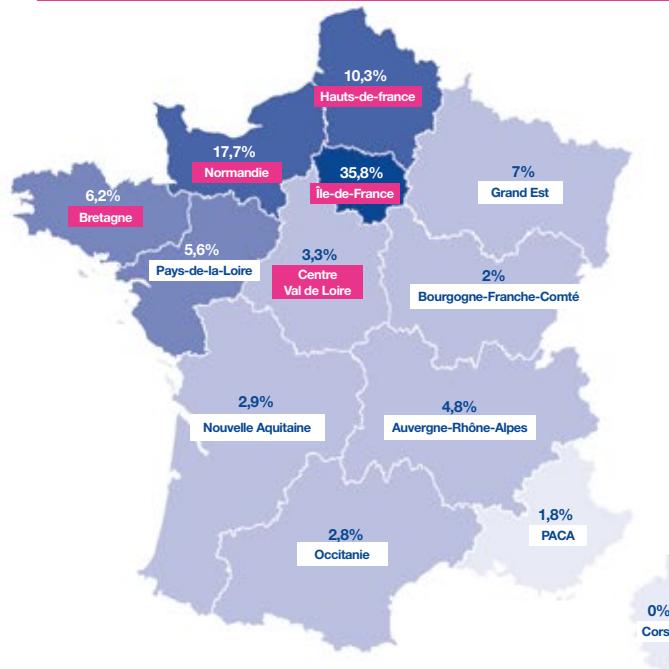 10,3%
Hauts-de-france
17,7%
Normandie
35,8%
Île-de-France
7%
Grand Est
6,2%
Bretagne
5,6%
Pays-de-la-Loire
3,3%
Centre
Val de Loire
2%
Bourgogne-Franche-Comté
2,9%
Nouvelle Aquitaine
4,8%
Auvergne-Rhône-Alpes
1,8%
PACA
2,8%
Occitanie
0%
Cors